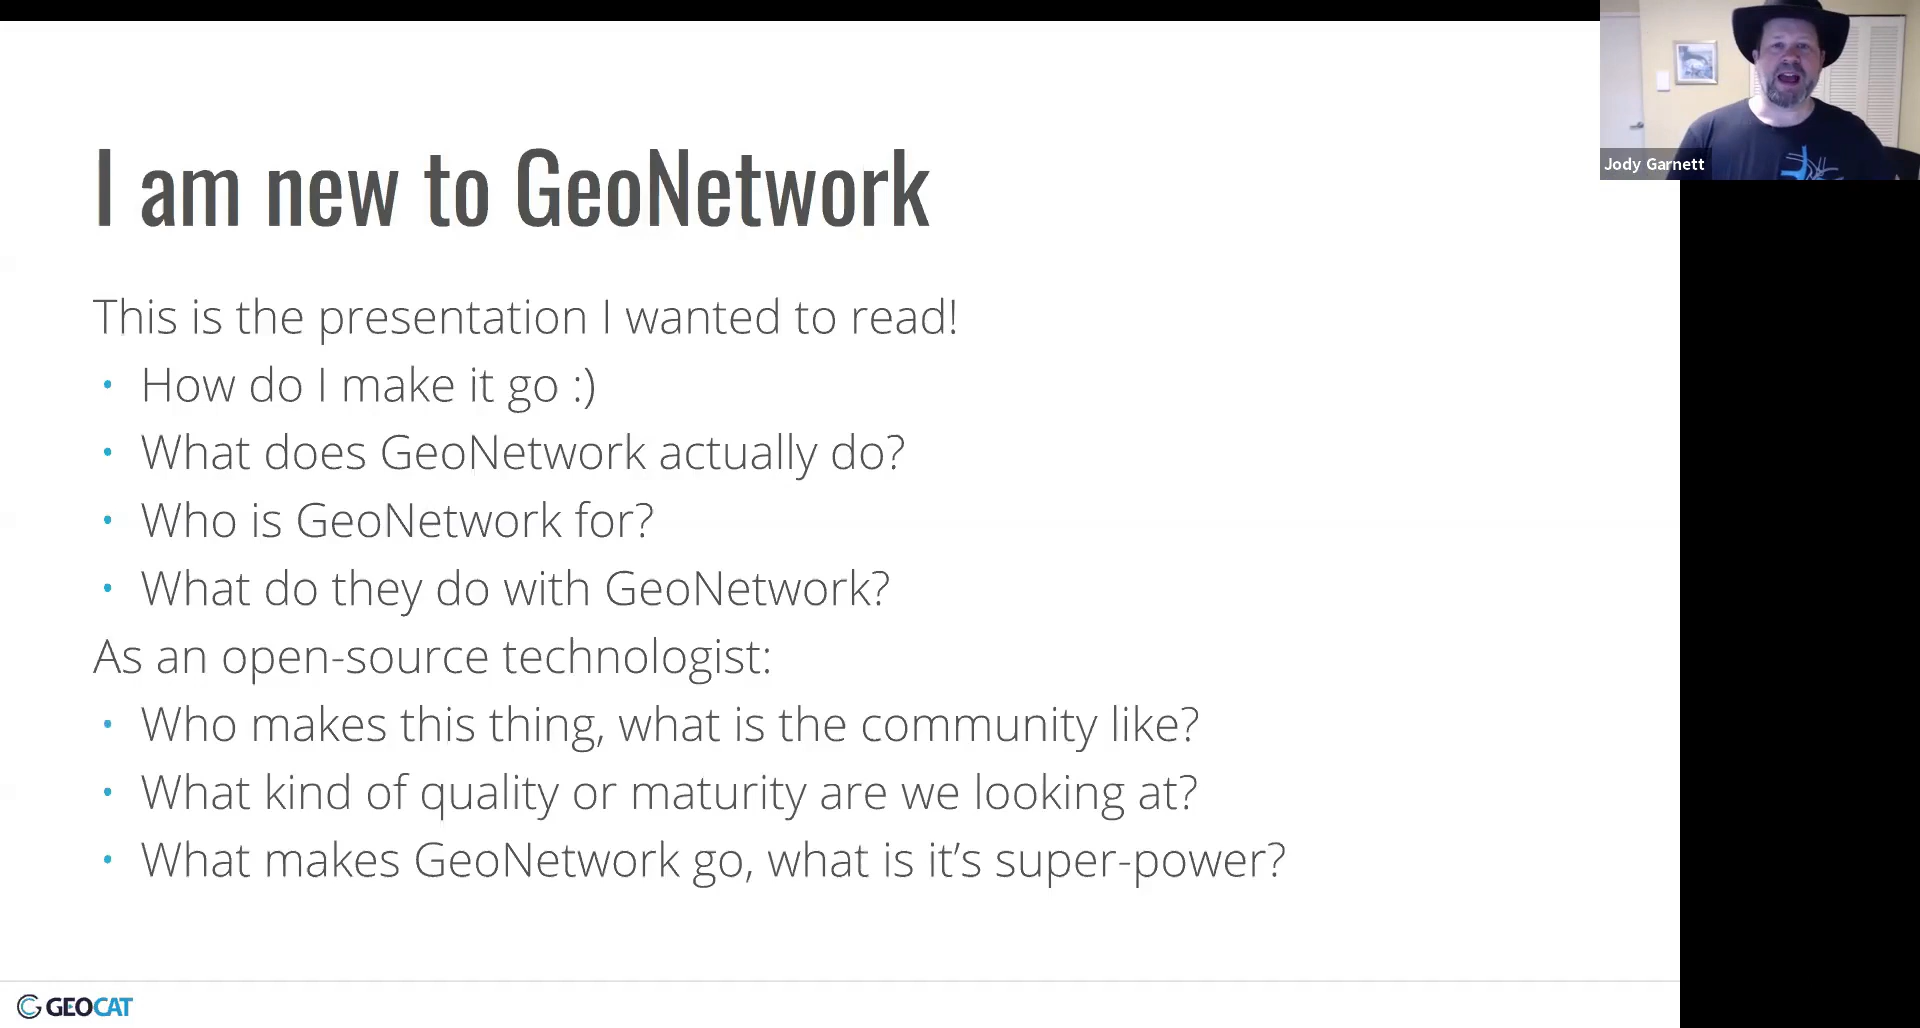 I am new to GeoNetwork
This is the presentation I wanted to read!
• How do I make it go :)
• What does GeoNetwork actually do?
• Who is GeoNetwork for?
• What do they do with GeoNetwork?
As an open-source technologist:
• Who makes this thing, what is the community like?
• What kind of quality or maturity are we looking at?
• What makes GeoNetwork go, what is it’s super-power?
GEOCAT
Jody Garnett